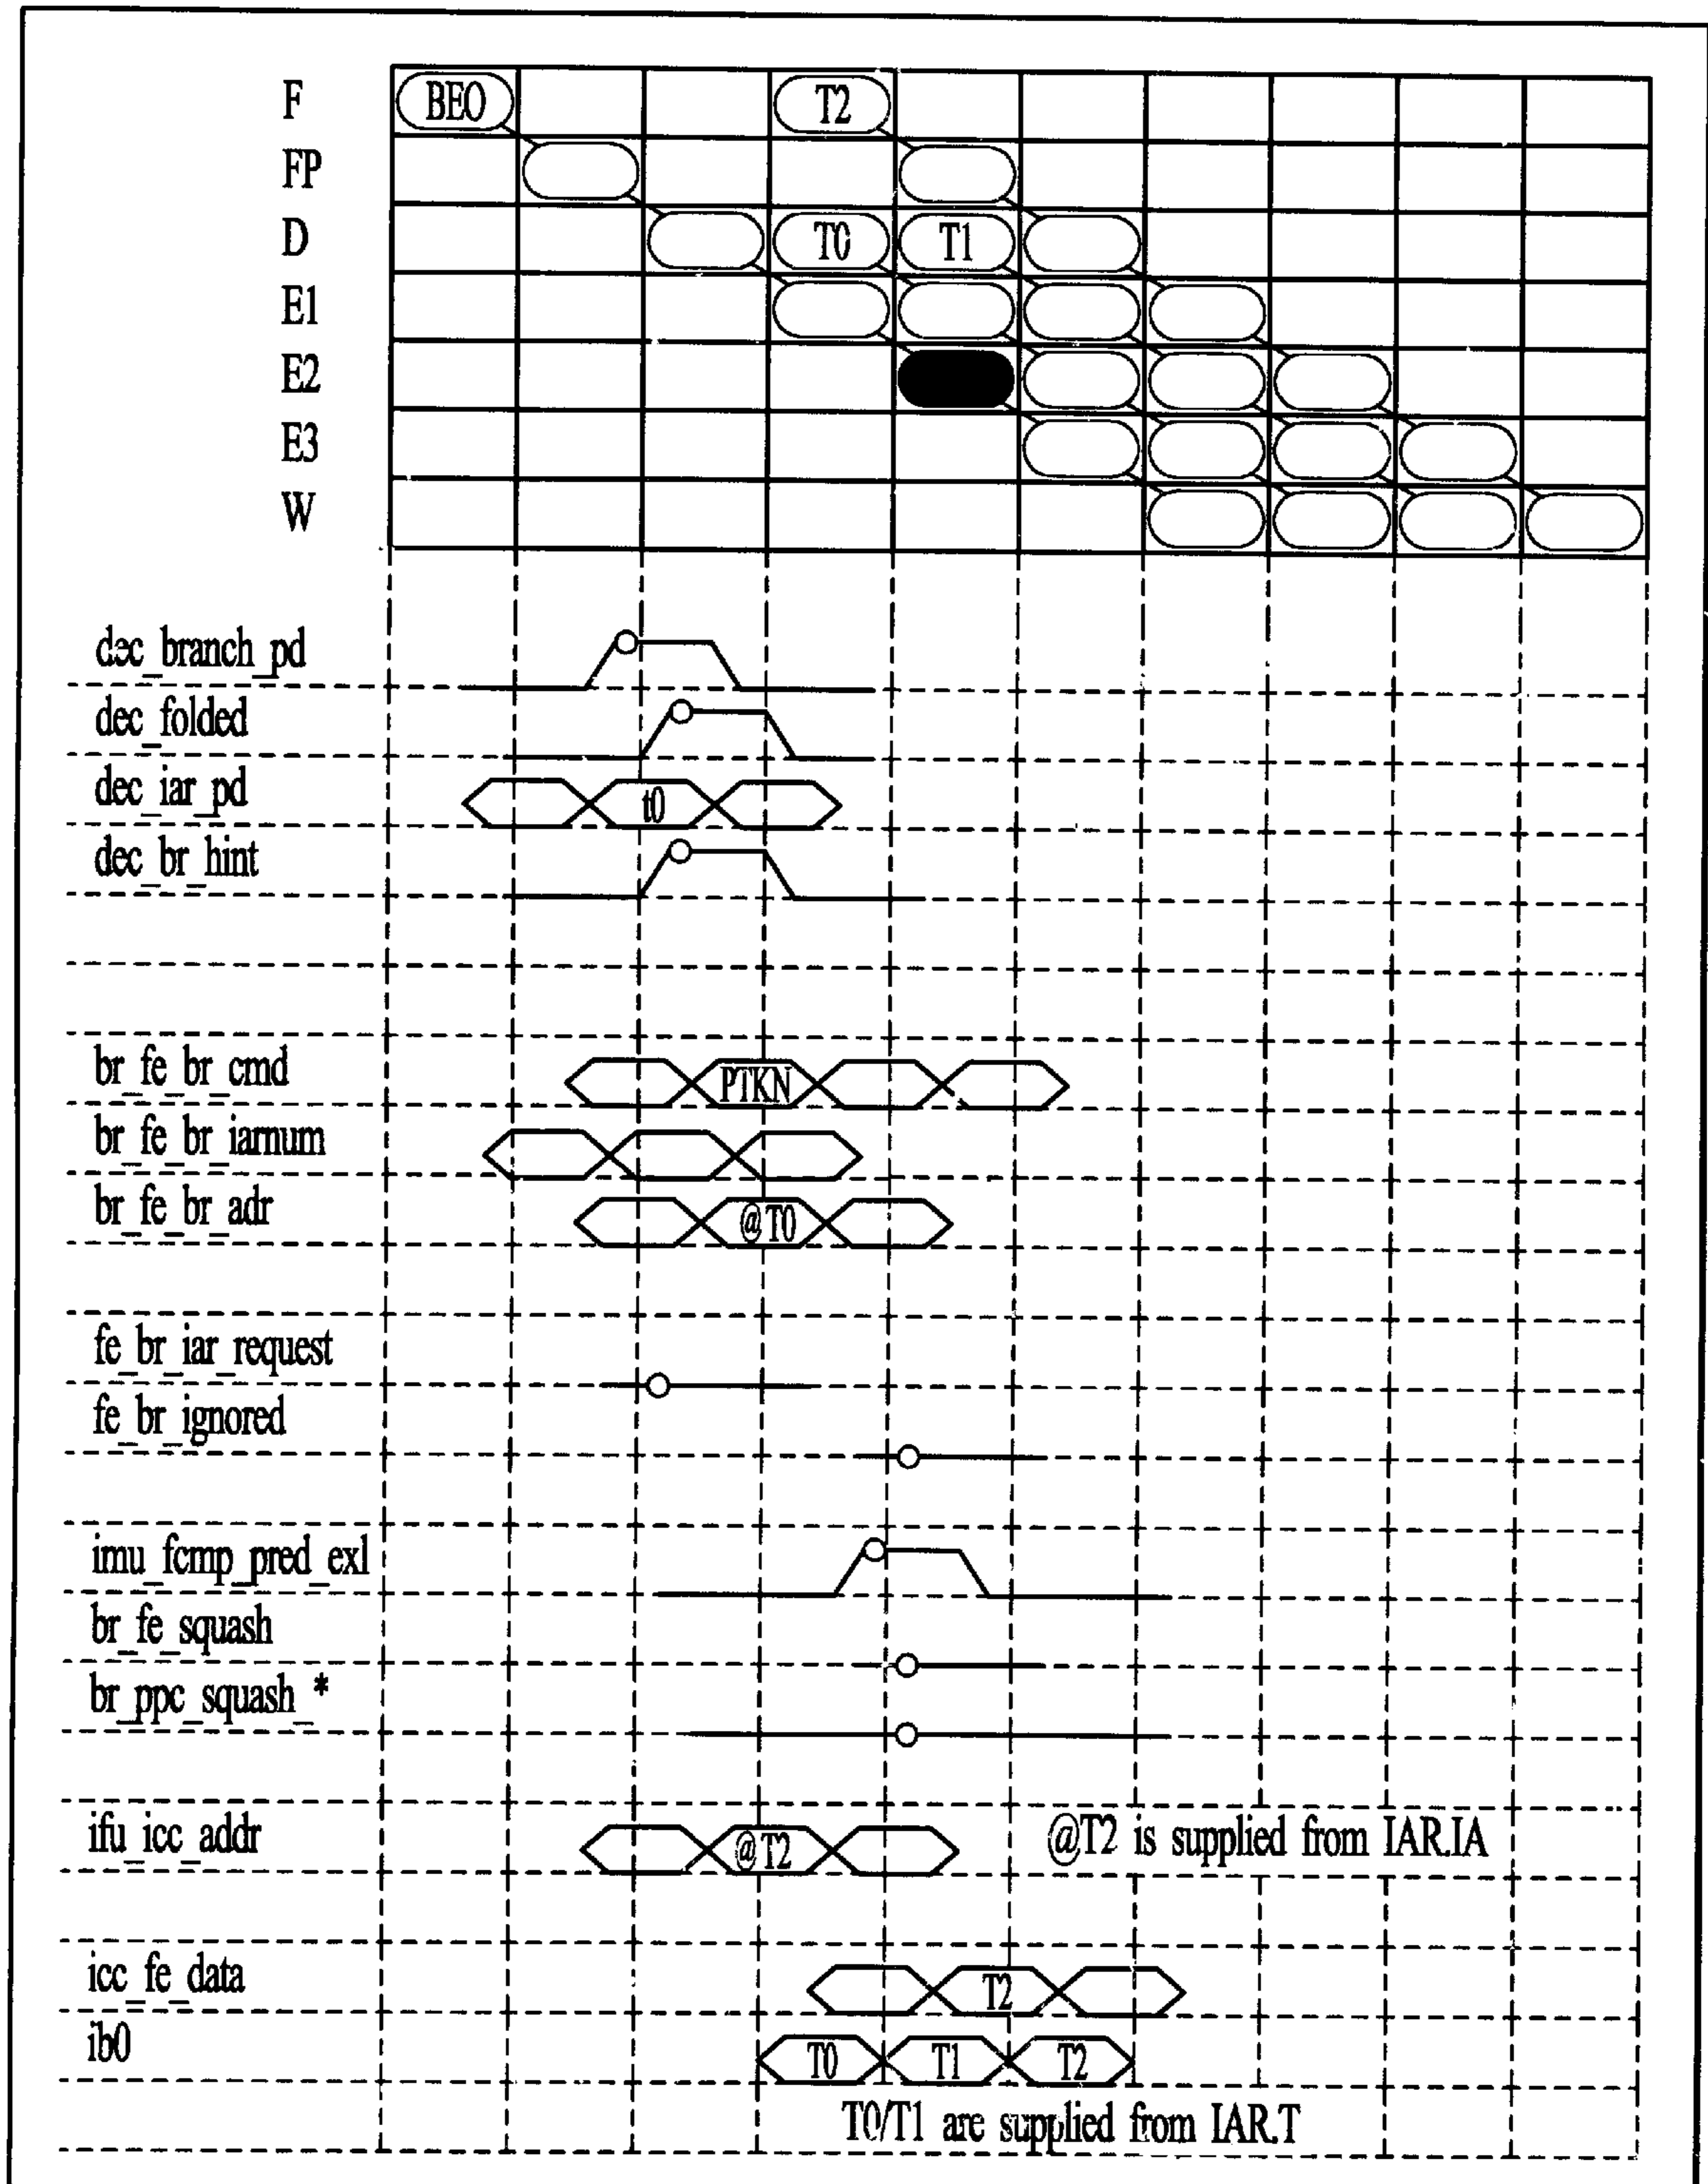 F BEO T2
FP
D T0 T1
E1
E2
E3
W
dec_branch_pd
dec_folded
dec_iar_pd t0
dec_br_hint
br_fe_br_cmd PTKN
br_fe_br_iarnum
br_fe_br_adr @T0
fe_br_iar_request
fe_br_ignored
imu_fcmp_pred_ex1
br_fe_squash
br_ppc_squash_*
ifu_icc_addr @T2 @T2 is supplied from IAR.IA
icc_fe_data T2
ib0 T0 T1 T2
T0/T1 are supplied from IAR.T